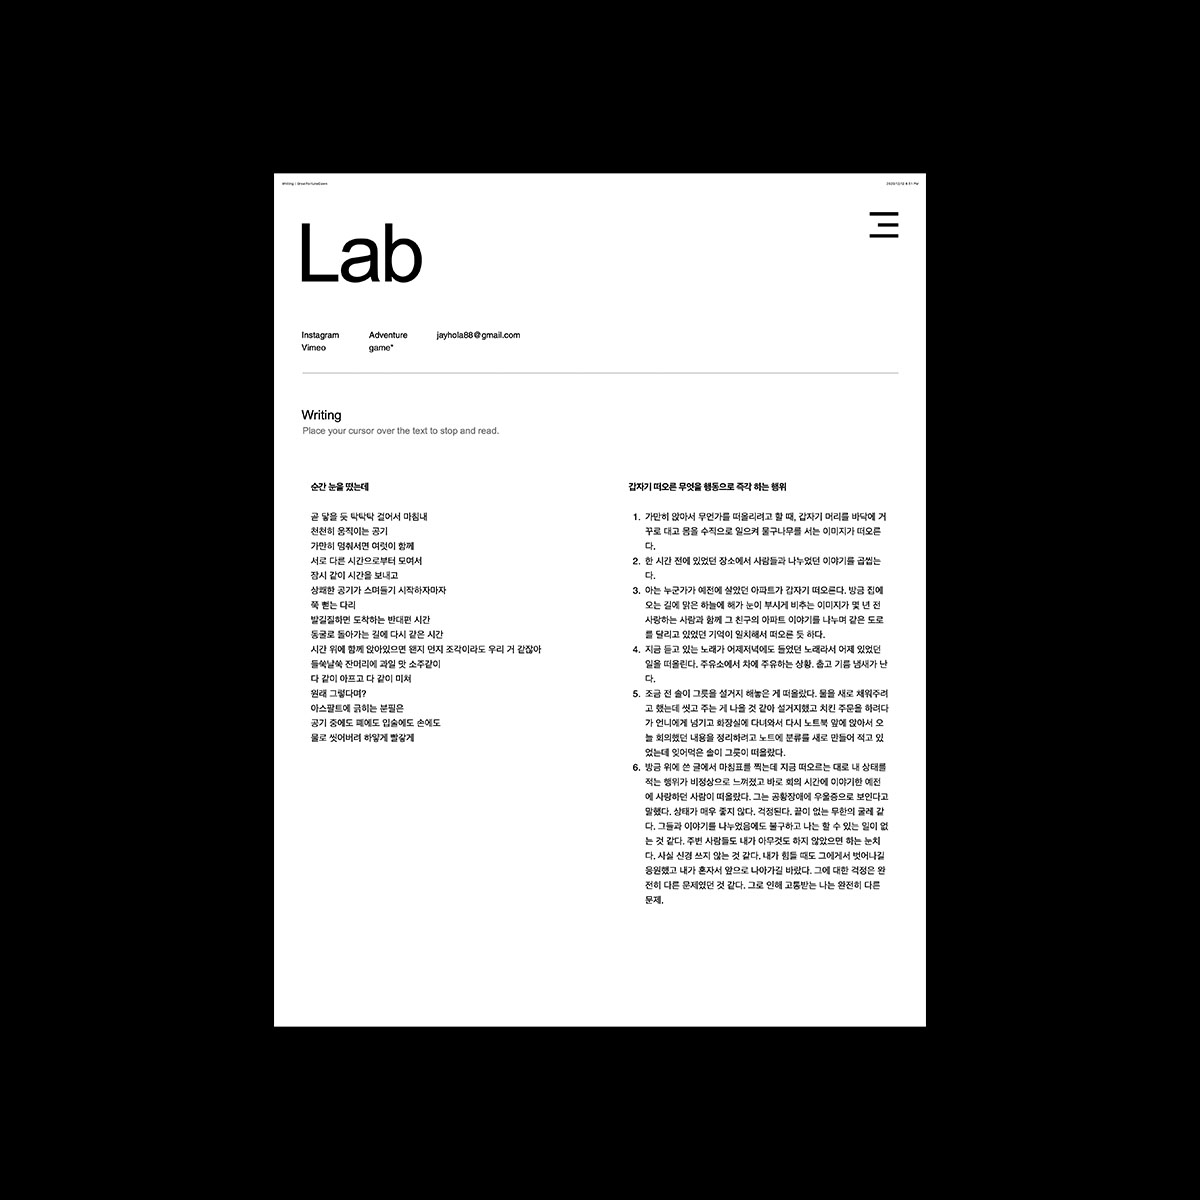 Lab
Instagram
Vimeo
Adventure
game*
jayhola88@gmail.com
Writing
Place your cursor over the text to stop and read.
순간 눈을 떴는데
곧 닿을 듯 탁탁탁 걸어서 마침내
천천히 움직이는 공기
가만히 멈춰서면 여럿이 함께
서로 다른 시간으로부터 모여서
잠시 같이 시간을 보내고
상쾌한 공기가 스며들기 시작하자마자
쭉 뻗는 다리
발길질하면 도착하는 반대편 시간
동굴로 돌아가는 길에 다시 같은 시간
시간 위에 함께 앉아있으면 왠지 먼지 조각이라도 우리 거 같잖아
들쑥날쑥 잔머리에 과일 맛 소주같이
다 같이 아프고 다 같이 미쳐
원래 그렇다며?
아스팔트에 긁히는 분필은
공기 중에도 폐에도 입술에도 손에도
물로 씻어버려 하얗게 빨갛게
갑자기 떠오른 무엇을 행동으로 즉각 하는 행위
1. 가만히 앉아서 무언가를 떠올리려고 할 때, 갑자기 머리를 바닥에 거
꾸로 대고 몸을 수직으로 일으켜 물구나무를 서는 이미지가 떠오른
다.
2. 한 시간 전에 있었던 장소에서 사람들과 나누었던 이야기를 곱씹는
다.
3. 아는 누군가가 예전에 살았던 아파트가 갑자기 떠오른다. 방금 집에
오는 길에 맑은 하늘에 해가 눈이 부시게 비추는 이미지가 몇 년 전
사랑하는 사람과 함께 그 친구의 아파트 이야기를 나누며 같은 도로
를 달리고 있었던 기억이 일치해서 떠오른 듯 하다.
4. 지금 듣고 있는 노래가 어제저녁에도 들었던 노래라서 어제 있었던
일을 떠올린다. 주유소에서 차에 주유하는 상황. 춥고 기름 냄새가 난
다.
5. 조금 전 솥이 그릇을 설거지 해놓은 게 떠올랐다. 물을 새로 채워주려
고 했는데 씻고 주는 게 나을 것 같아 설거지했고 치킨 주문을 하려다
가 언니에게 넘기고 화장실에 다녀와서 다시 노트북 앞에 앉아서 오
늘 회의했던 내용을 정리하려고 노트에 분류를 새로 만들어 적고 있
었는데 잊어먹은 솥이 그릇이 떠올랐다.
6. 방금 위에 쓴 글에서 마침표를 찍는데 지금 떠오르는 대로 내 상태를
적는 행위가 비정상으로 느껴졌고 바로 회의 시간에 이야기한 예전
에 사랑하던 사람이 떠올랐다. 그는 공황장애에 우울증으로 보인다고
말했다. 상태가 매우 좋지 않다. 걱정된다. 끝이 없는 무한의 굴레 같
다. 그들과 이야기를 나누었음에도 불구하고 나는 할 수 있는 일이 없
는 것 같다. 주변 사람들도 내가 아무것도 하지 않았으면 하는 눈치
다. 사실 신경 쓰지 않는 것 같다. 내가 힘들 때도 그에게서 벗어나길
응원했고 내가 혼자서 앞으로 나아가길 바랐다. 그에 대한 걱정은 완
전히 다른 문제였던 것 같다. 그로 인해 고통받는 나는 완전히 다른
문제.